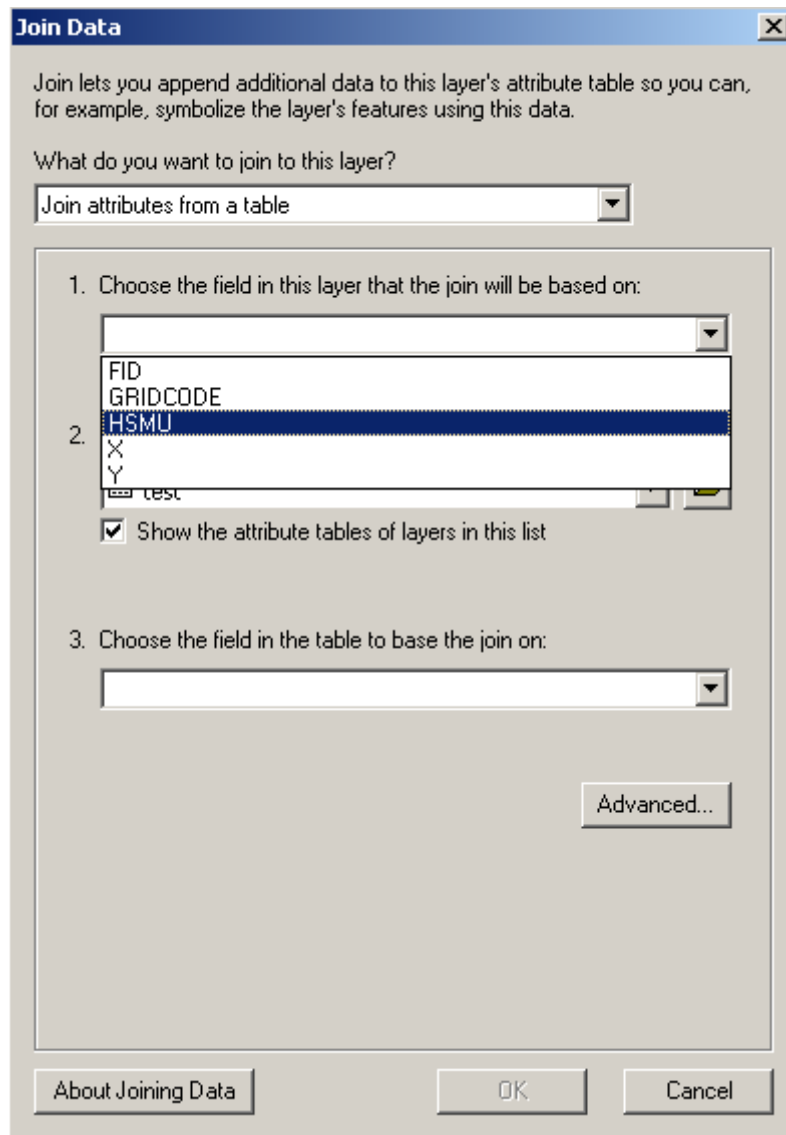 Join Data
Join lets you append additional data to this layer's attribute table so you can,
for example, symbolize the layer's features using this data.
What do you want to join to this layer?
Join attributes from a table
1. Choose the field in this layer that the join will be based on:
FID
GRIDCODE
HSMU
2.
X
Y
test
Show the attribute tables of layers in this list
3. Choose the field in the table to base the join on:
Advanced...
About Joining Data
OK
Cancel